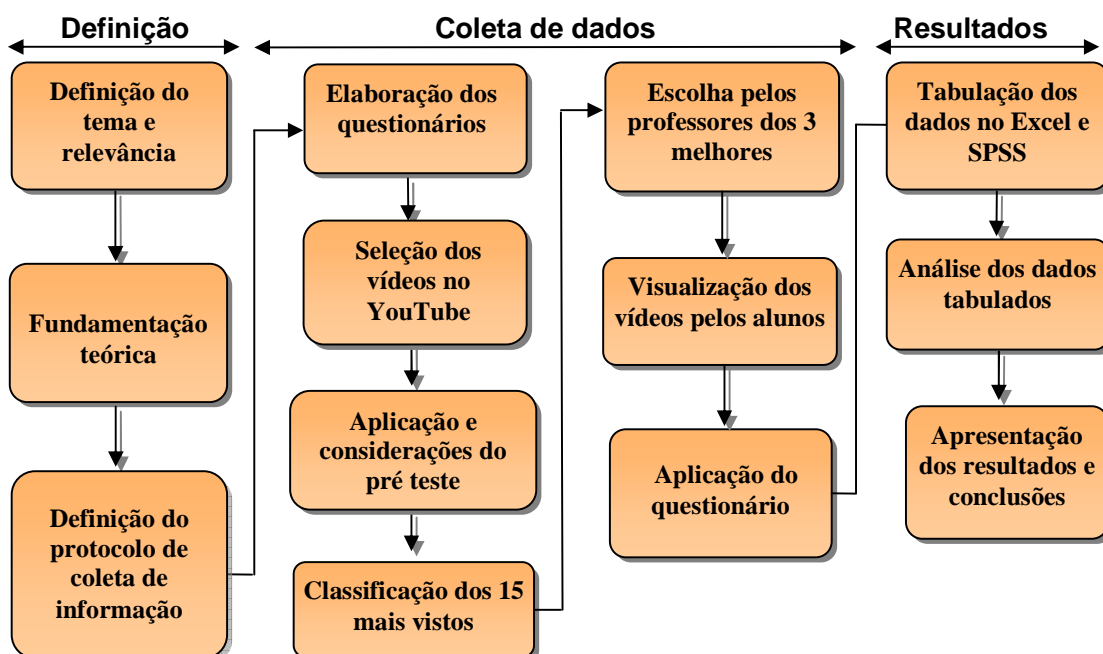 Definição
Coleta de dados
Resultados
Definição do
tema e
relevância
Fundamentação
teórica
Definição do
protocolo de
coleta de
informação
Elaboração dos
questionários
Seleção dos
vídeos no
YouTube
Aplicação e
considerações do
pré teste
Classificação dos 15
mais vistos
Escolha pelos
professores dos 3
melhores
Visualização dos
vídeos pelos alunos
Aplicação do
questionário
Tabulação dos
dados no Excel e
SPSS
Análise dos dados
tabulados
Apresentação
dos resultados e
conclusões